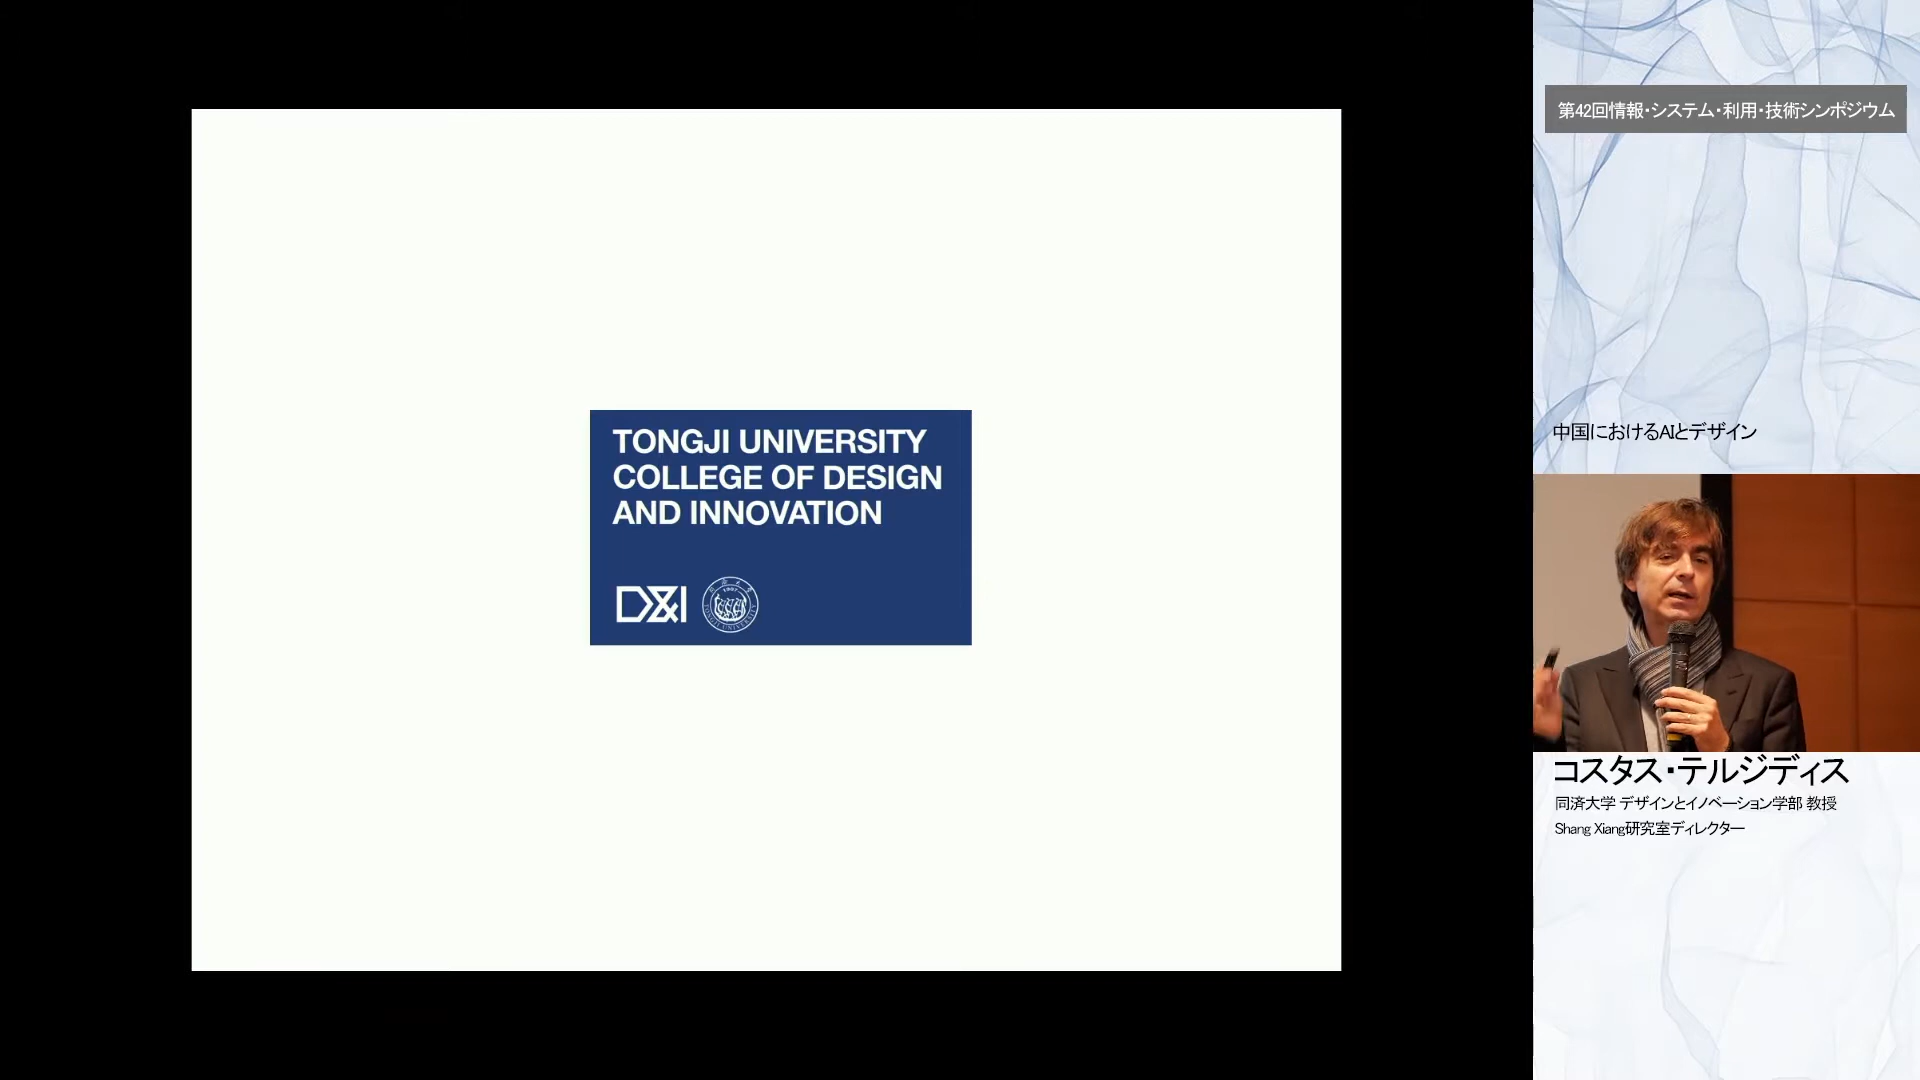 TONGJI UNIVERSITY
COLLEGE OF DESIGN
AND INNOVATION
D&I
1907
TONGJI UNIVERSITY
第42回情報・システム・利用・技術シンポジウム
中国におけるAIとデザイン
コスタス・テルジディス
同済大学 デザインとイノベーション学部 教授
Shang Xiang研究室ディレクター